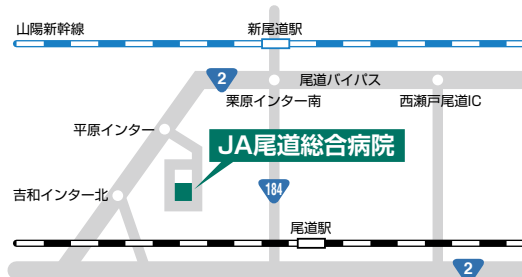 山陽新幹線
新尾道駅
2
尾道バイパス
栗原インター南
西瀬戸尾道IC
平原インター
JA尾道総合病院
184
吉和インター北
尾道駅
2